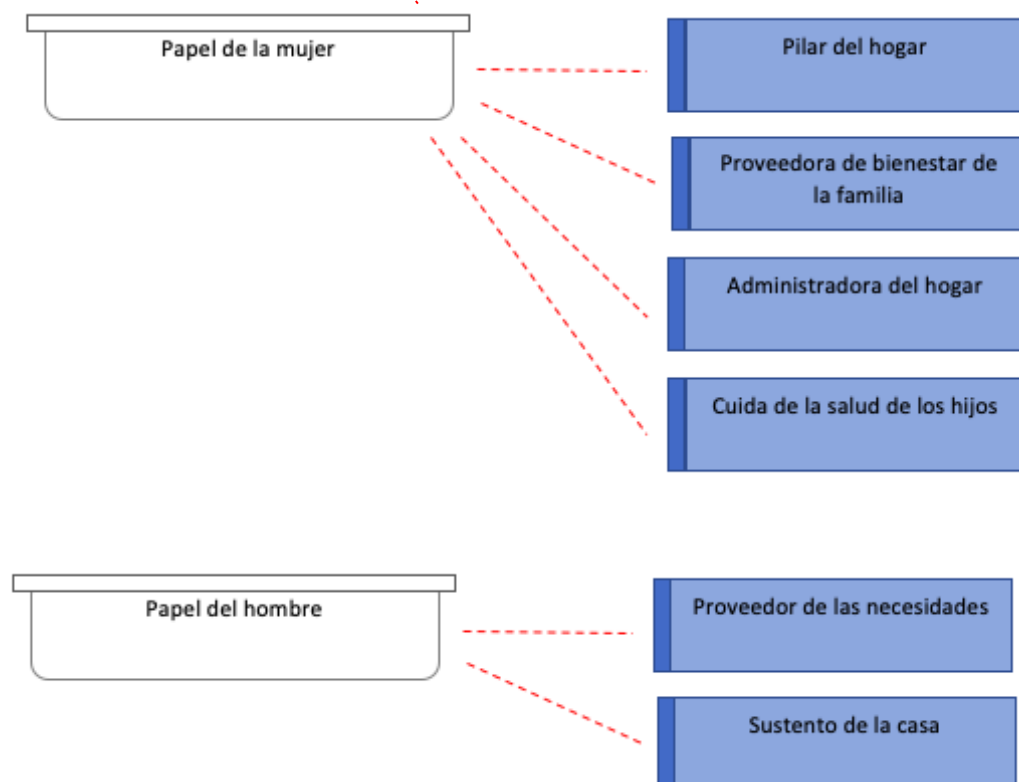 Papel de la mujer
Pilar del hogar
Proveedora de bienestar de
la familia
Administradora del hogar
Cuida de la salud de los hijos
Papel del hombre
Proveedor de las necesidades
Sustento de la casa